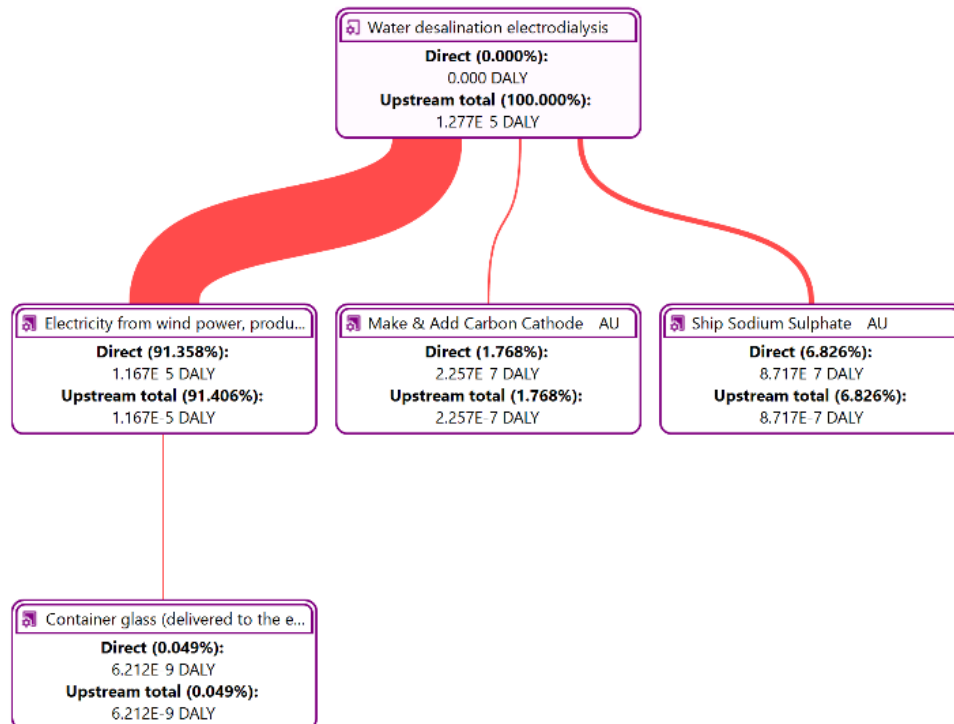 Water desalination electrodialysis
Direct (0.000%):
0.000 DALY
Upstream total (100.000%):
1.277E-5 DALY
Electricity from wind power, produ...
Direct (91.358%):
1.167E-5 DALY
Upstream total (91.406%):
1.167E-5 DALY
Make & Add Carbon Cathode AU
Direct (1.768%):
2.257E-7 DALY
Upstream total (1.768%):
2.257E-7 DALY
Ship Sodium Sulphate AU
Direct (6.826%):
8.717E-7 DALY
Upstream total (6.826%):
8.717E-7 DALY
Container glass (delivered to the e...
Direct (0.049%):
6.212E-9 DALY
Upstream total (0.049%):
6.212E-9 DALY